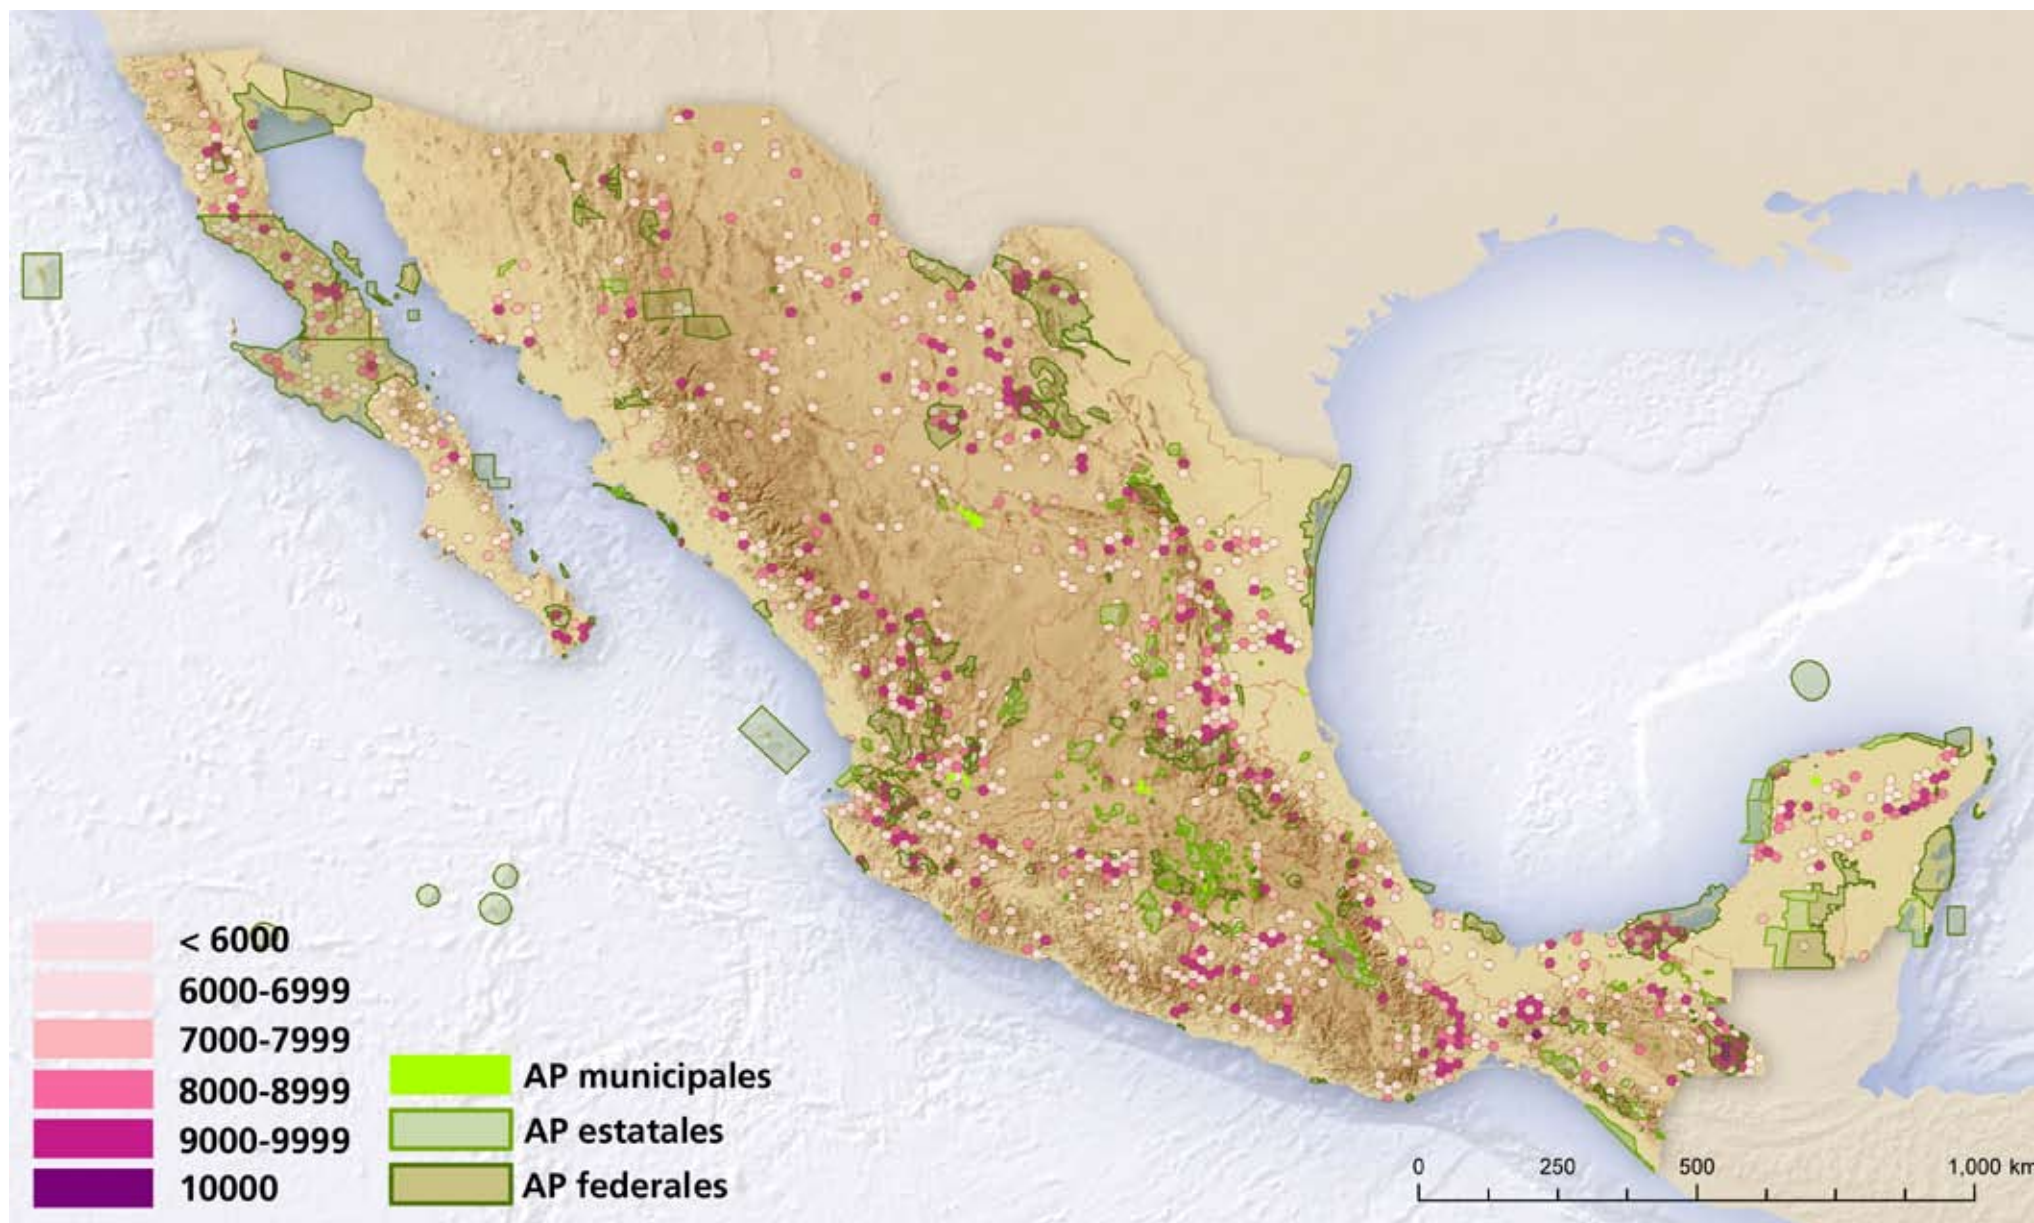 < 6000
6000-6999
7000-7999
8000-8999
9000-9999
10000
AP municipales
AP estatales
AP federales
0 250 500 1,000 km